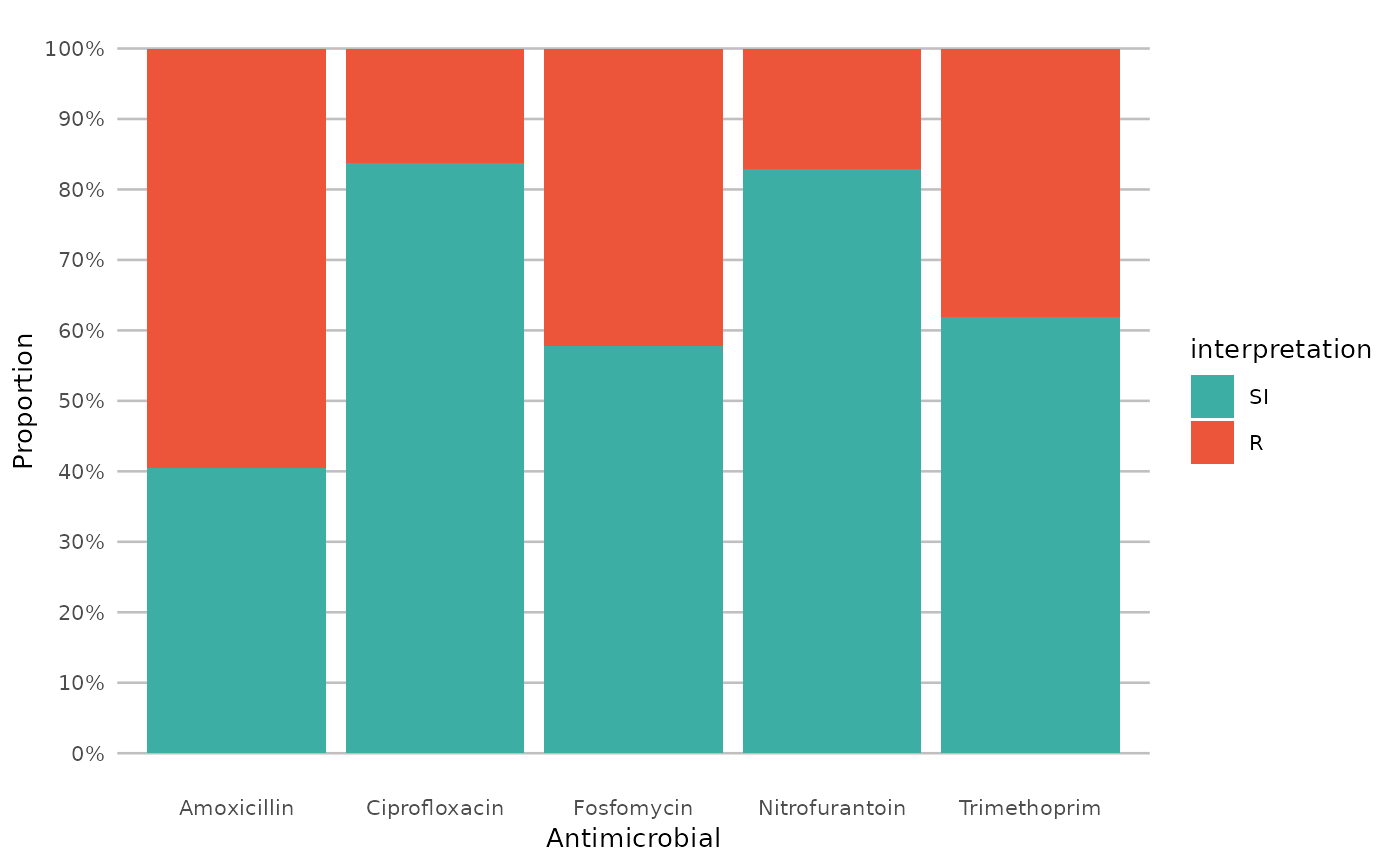 100%
90%
80%
70%
60%
50%
40%
30%
20%
10%
0%
Proportion
Amoxicillin Ciprofloxacin Fosfomycin Nitrofurantoin Trimethoprim
Antimicrobial
interpretation
SI
R